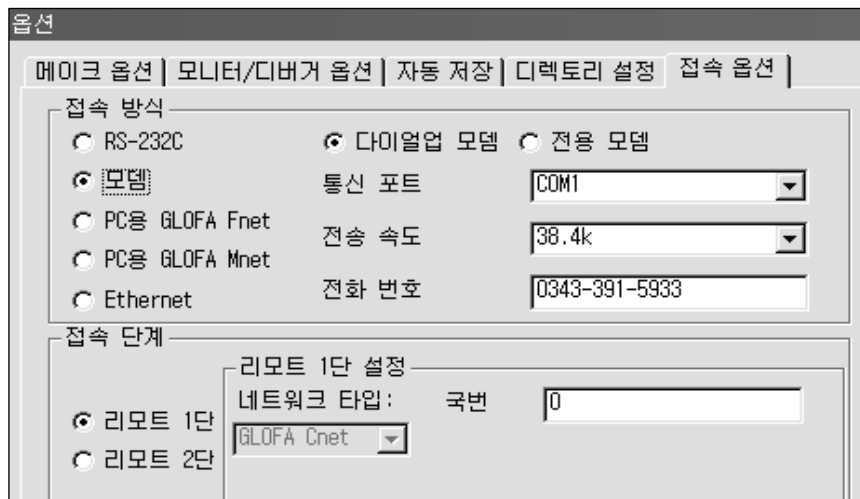 옵션
메이크 옵션 모니터/디버거 옵션 자동 저장 디렉토리 설정 접속 옵션
접속 방식
RS-232C 다이얼업 모뎀 전용 모뎀
모뎀 통신 포트 COM1
PC용 GLOFA Fnet
전송 속도 38.4k
PC용 GLOFA Mnet
Ethernet 전화 번호 0343-391-5933
접속 단계
리모트 1단 설정
네트워크 타입: 국번 0
리모트 1단
GLOFA Cnet
리모트 2단